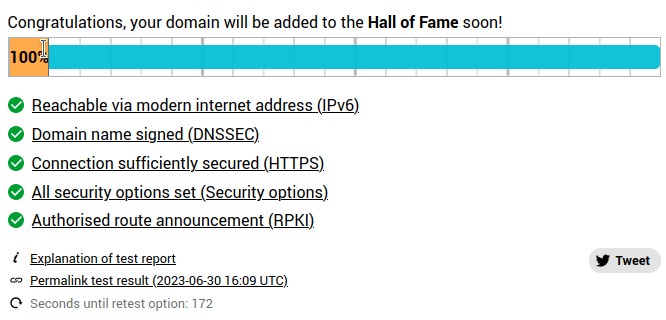 Congratulations, your domain will be added to the Hall of Fame soon!
100%
Reachable via modern internet address (IPv6)
Domain name signed (DNSSEC)
Connection sufficiently secured (HTTPS)
All security options set (Security options)
Authorised route announcement (RPKI)
Explanation of test report
Tweet
Permalink test result (2023-06-30 16:09 UTC)
Seconds until retest option: 172